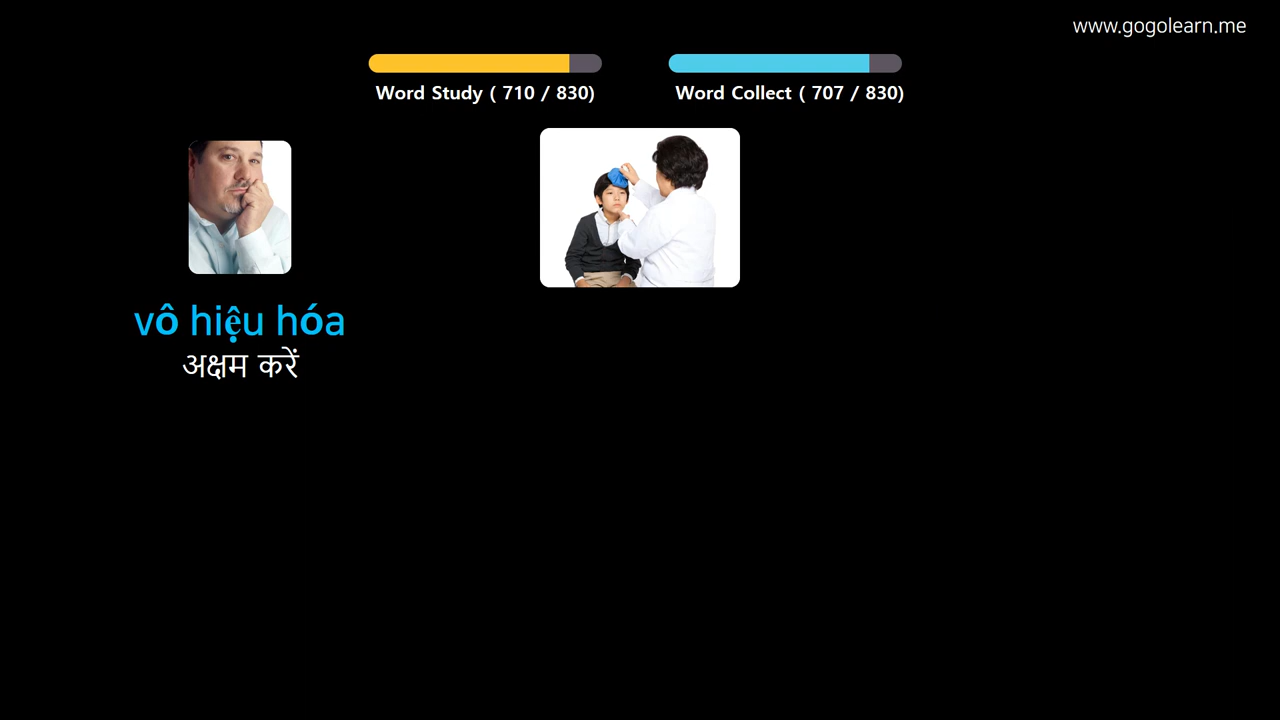 www.gogolearn.me
Word Study ( 710 / 830)
Word Collect ( 707 / 830)
vô hiệu hóa
अक्षम करें